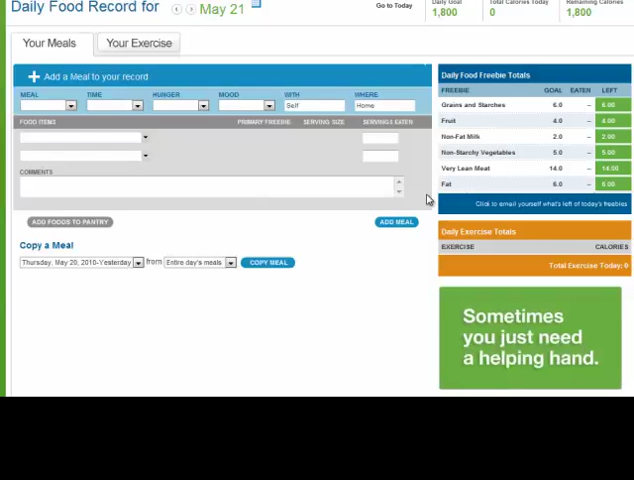 Daily Food Record for May 21
Go to Today
Daily Goal
1,800
Total Calories Today
0
Remaining Calories
1,800
Your Meals
Your Exercise
Add a Meal to your record
MEAL TIME HUNGER MOOD WITH WHERE
Self Home
FOOD ITEMS PRIMARY FREEBIE SERVING SIZE SERVINGS EATEN
COMMENTS
ADD FOODS TO PANTRY ADD MEAL
Copy a Meal
Thursday, May 20, 2010-Yesterday from Entire day's meals COPY MEAL
Daily Food Freebie Totals
FREEBIE GOAL EATEN LEFT
Grains and Starches 6.0 -- 6.00
Fruit 4.0 -- 4.00
Non-Fat Milk 2.0 -- 2.00
Non-Starchy Vegetables 5.0 -- 5.00
Very Lean Meat 14.0 -- 14.00
Fat 6.0 -- 6.00
Click to email yourself what's left of today's freebies
Daily Exercise Totals
EXERCISE CALORIES
Total Exercise Today: 0
Sometimes
you just need
a helping hand.